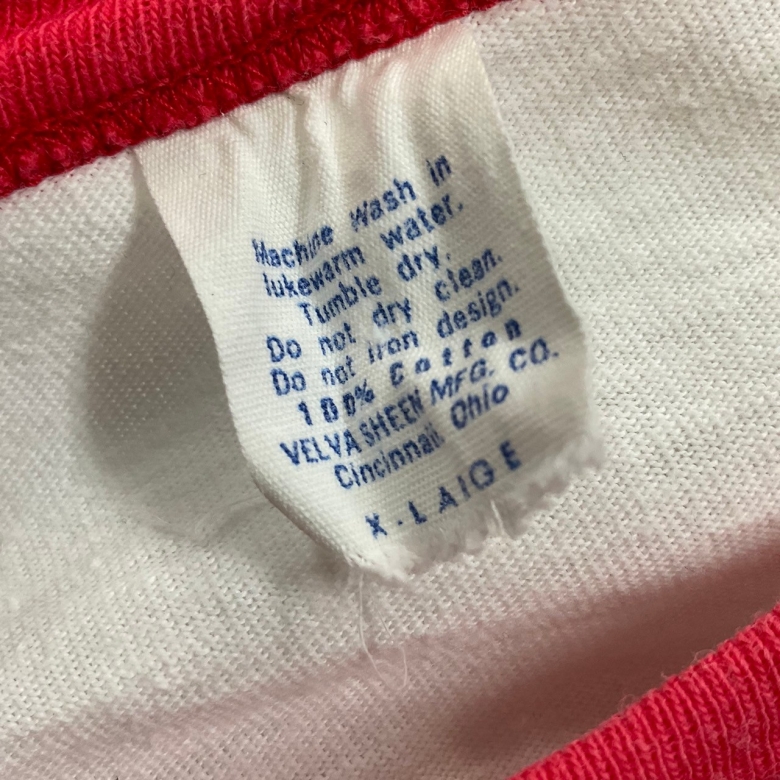 Machine wash in
lukewarm water.
Tumble dry.
Do not dry clean.
Do not iron design.
100% Cotton
VELVA SHEEN MFG. CO.
Cincinnati, Ohio
X-LARGE